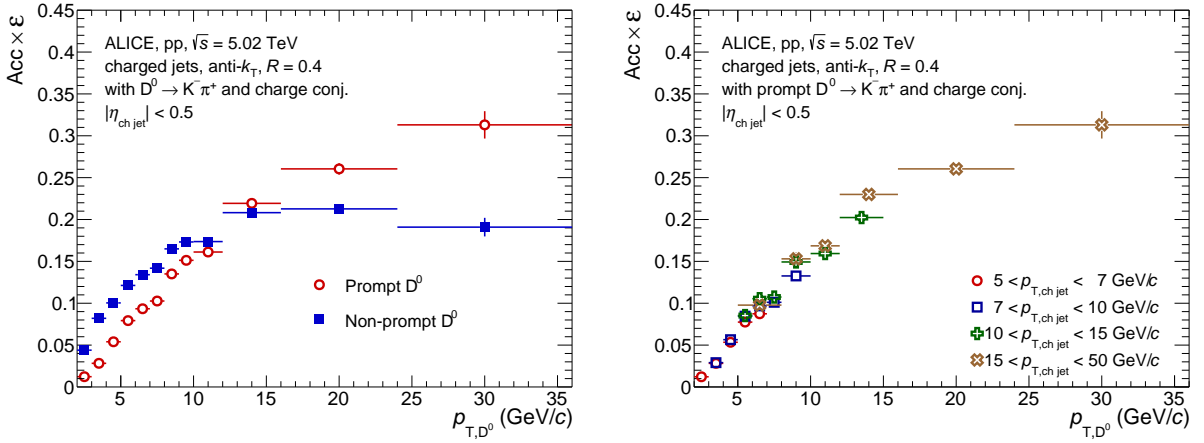 Acc × ε
0.45
0.4
0.35
0.3
0.25
0.2
0.15
0.1
0.05
0
ALICE, pp, √s = 5.02 TeV
charged jets, anti-kT, R = 0.4
with D⁰ → K⁻π⁺ and charge conj.
|ηch jet| < 0.5
Prompt D⁰
Non-prompt D⁰
5 10 15 20 25 30 35
pT,D⁰ (GeV/c)
Acc × ε
0.45
0.4
0.35
0.3
0.25
0.2
0.15
0.1
0.05
0
ALICE, pp, √s = 5.02 TeV
charged jets, anti-kT, R = 0.4
with prompt D⁰ → K⁻π⁺ and charge conj.
|ηch jet| < 0.5
5 < pT,ch jet < 7 GeV/c
7 < pT,ch jet < 10 GeV/c
10 < pT,ch jet < 15 GeV/c
15 < pT,ch jet < 50 GeV/c
5 10 15 20 25 30 35
pT,D⁰ (GeV/c)